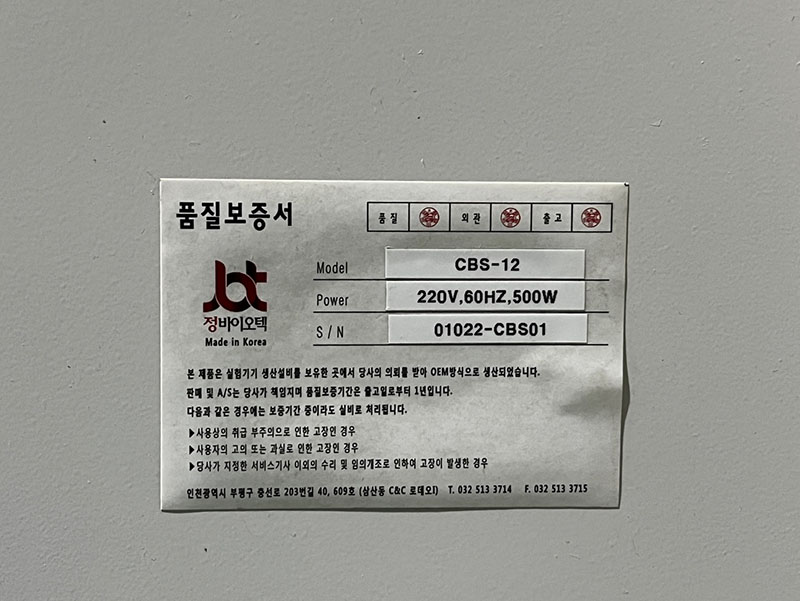 품질보증서
품질 외관 출고
jbt
정바이오텍
Made in Korea
Model CBS-12
Power 220V,60HZ,500W
S / N 01022-CBS01
본 제품은 실험기기 생산설비를 보유한 곳에서 당사의 의뢰를 받아 OEM방식으로 생산되었습니다.
판매 및 A/S는 당사가 책임지며 품질보증기간은 출고일로부터 1년입니다.
다음과 같은 경우에는 보증기간 중이라도 실비로 처리됩니다.
▶사용상의 취급 부주의으로 인한 고장인 경우
▶사용자의 고의 또는 과실로 인한 고장인 경우
▶당사가 지정한 서비스기사 이외의 수리 및 임의개조로 인하여 고장이 발생한 경우
인천광역시 부평구 충선로 203번길 40, 609호 (삼산동 C&C 로데오I) T. 032 513 3714 F. 032 513 3715